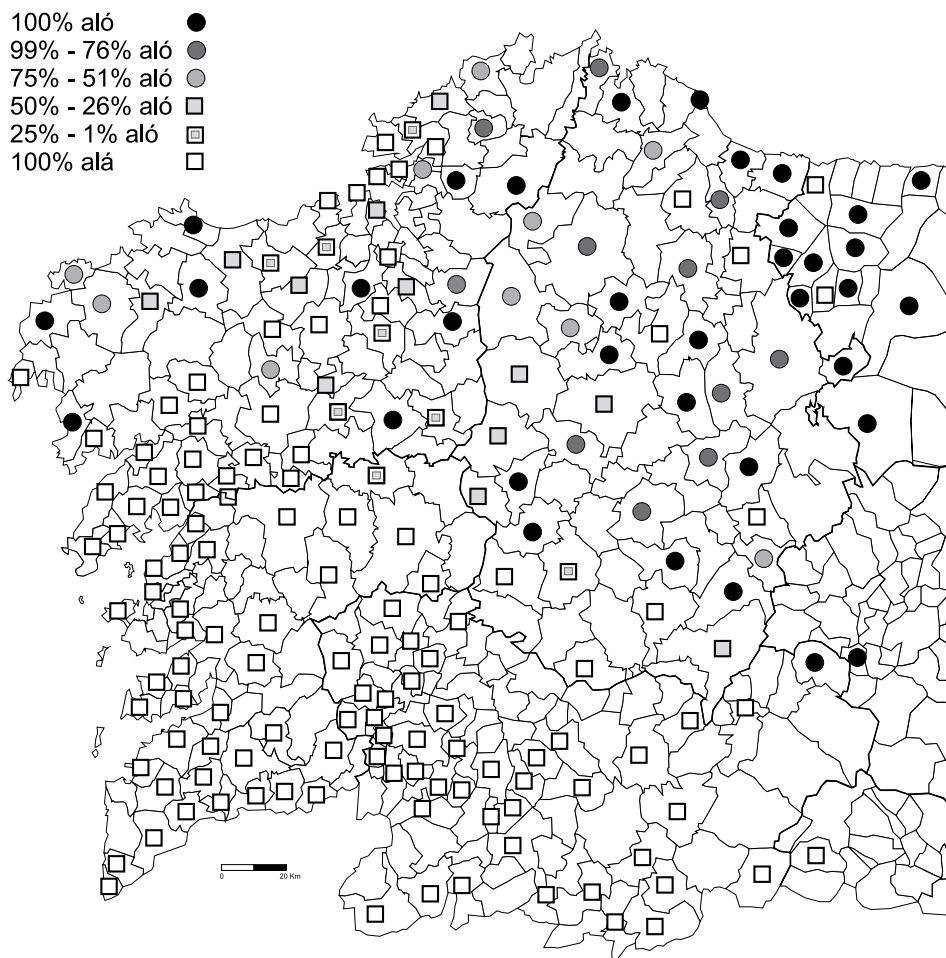 100% aló
99% - 76% aló
75% - 51% aló
50% - 26% aló
25% - 1% aló
100% alá
0 20 Km